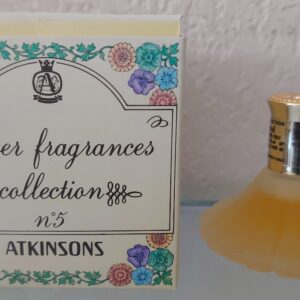 A
er fragrances
collection
n°5
ATKINSONS